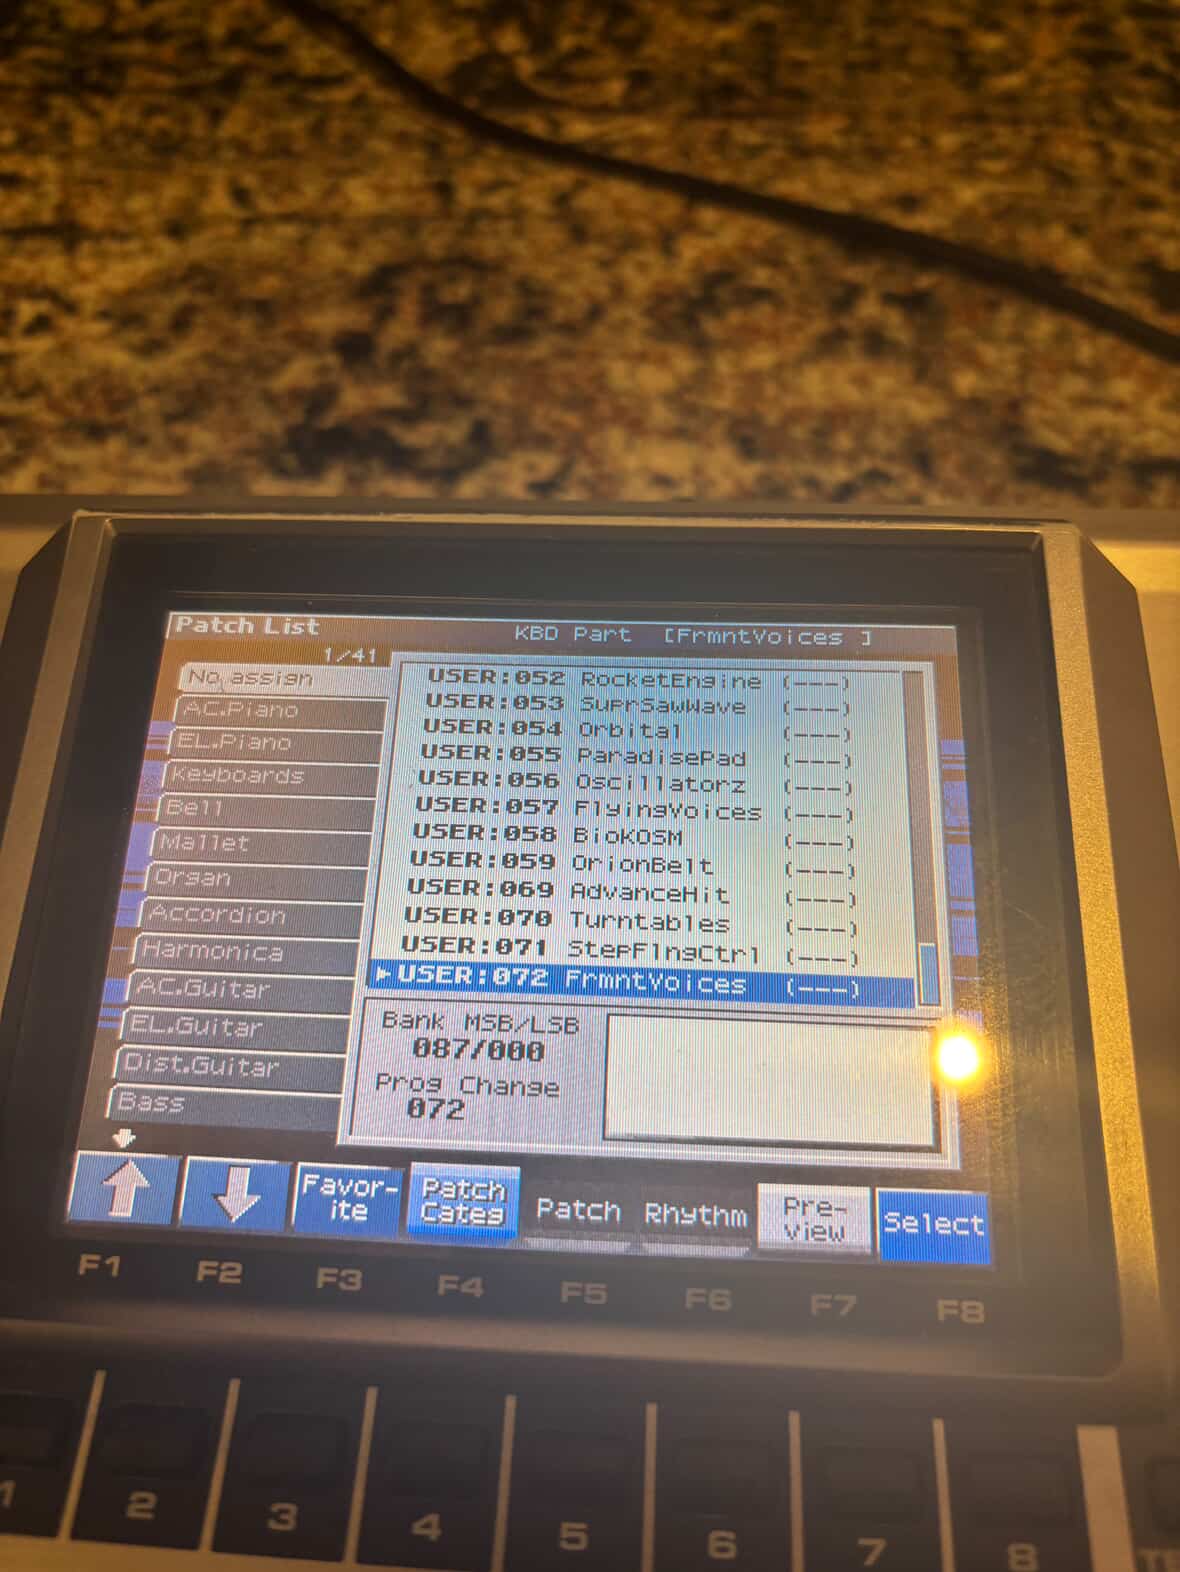 Patch List
KBD Part [FrmntVoices ]
1/41
No assign
AC.Piano
EL.Piano
Keyboards
Bell
Mallet
Organ
Accordion
Harmonica
AC.Guitar
EL.Guitar
Dist.Guitar
Bass
USER:052 RocketEngine (---)
USER:053 SuprSawWave (---)
USER:054 Orbital (---)
USER:055 ParadisePad (---)
USER:056 Oscillatorz (---)
USER:057 FlyingVoices (---)
USER:058 BioKOSM (---)
USER:059 OrionBelt (---)
USER:069 AdvanceHit (---)
USER:070 Turntables (---)
USER:071 StepFlngCtrl (---)
USER:072 FrmntVoices (---)
Bank MSB/LSB
087/000
Prog Change
072
Favor-
ite
Patch
Categ
Patch
Rhythm
Pre-
view
Select
F1 F2 F3 F4 F5 F6 F7 F8
1 2 3 4 5 6 7 8